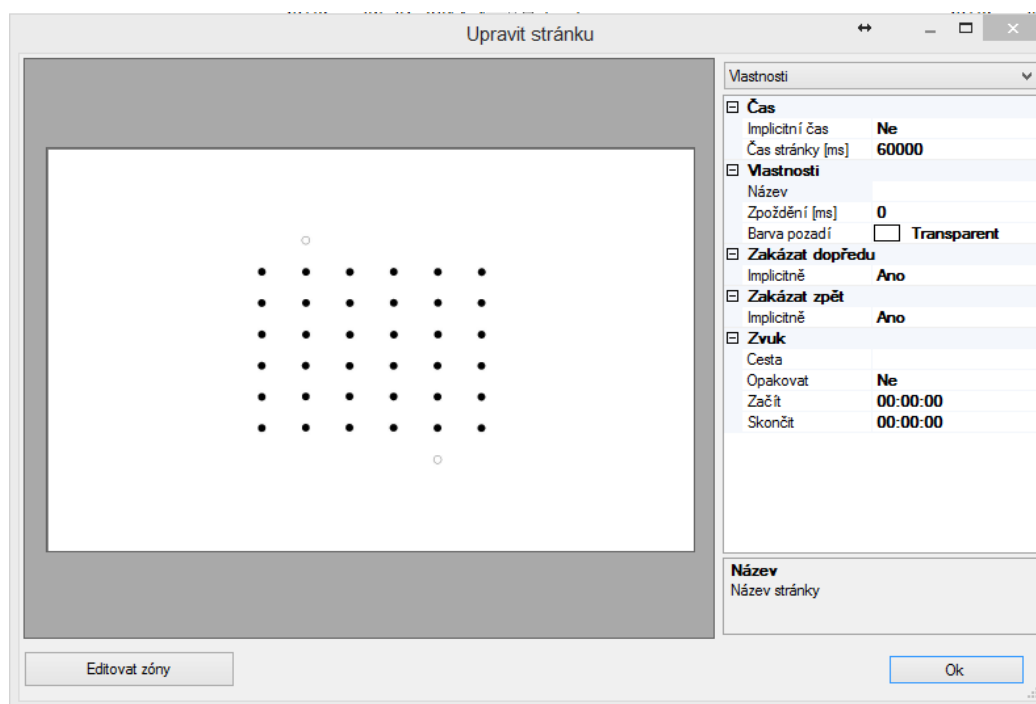 Upravit stránku
Vlastnosti
Čas
Implicitní čas Ne
Čas stránky [ms] 60000
Vlastnosti
Název
Zpoždění [ms] 0
Barva pozadí Transparent
Zakázat dopředu
Implicitně Ano
Zakázat zpět
Implicitně Ano
Zvuk
Cesta
Opakovat Ne
Začít 00:00:00
Skončit 00:00:00
Název
Název stránky
Editovat zóny
Ok